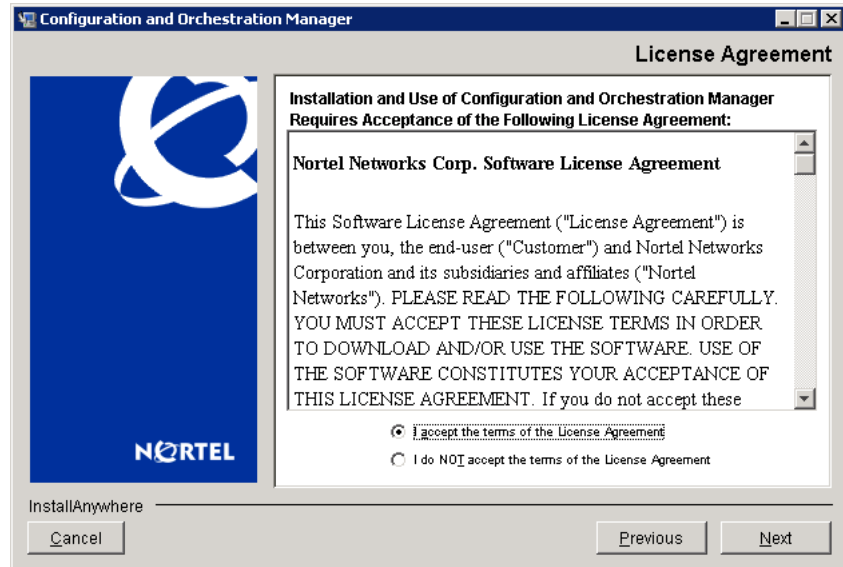 Configuration and Orchestration Manager
License Agreement
Installation and Use of Configuration and Orchestration Manager
Requires Acceptance of the Following License Agreement:
Nortel Networks Corp. Software License Agreement
This Software License Agreement ("License Agreement") is
between you, the end-user ("Customer") and Nortel Networks
Corporation and its subsidiaries and affiliates ("Nortel
Networks"). PLEASE READ THE FOLLOWING CAREFULLY.
YOU MUST ACCEPT THESE LICENSE TERMS IN ORDER
TO DOWNLOAD AND/OR USE THE SOFTWARE. USE OF
THE SOFTWARE CONSTITUTES YOUR ACCEPTANCE OF
THIS LICENSE AGREEMENT. If you do not accept these
I accept the terms of the License Agreement
I do NOT accept the terms of the License Agreement
NORTEL
InstallAnywhere
Cancel
Previous
Next